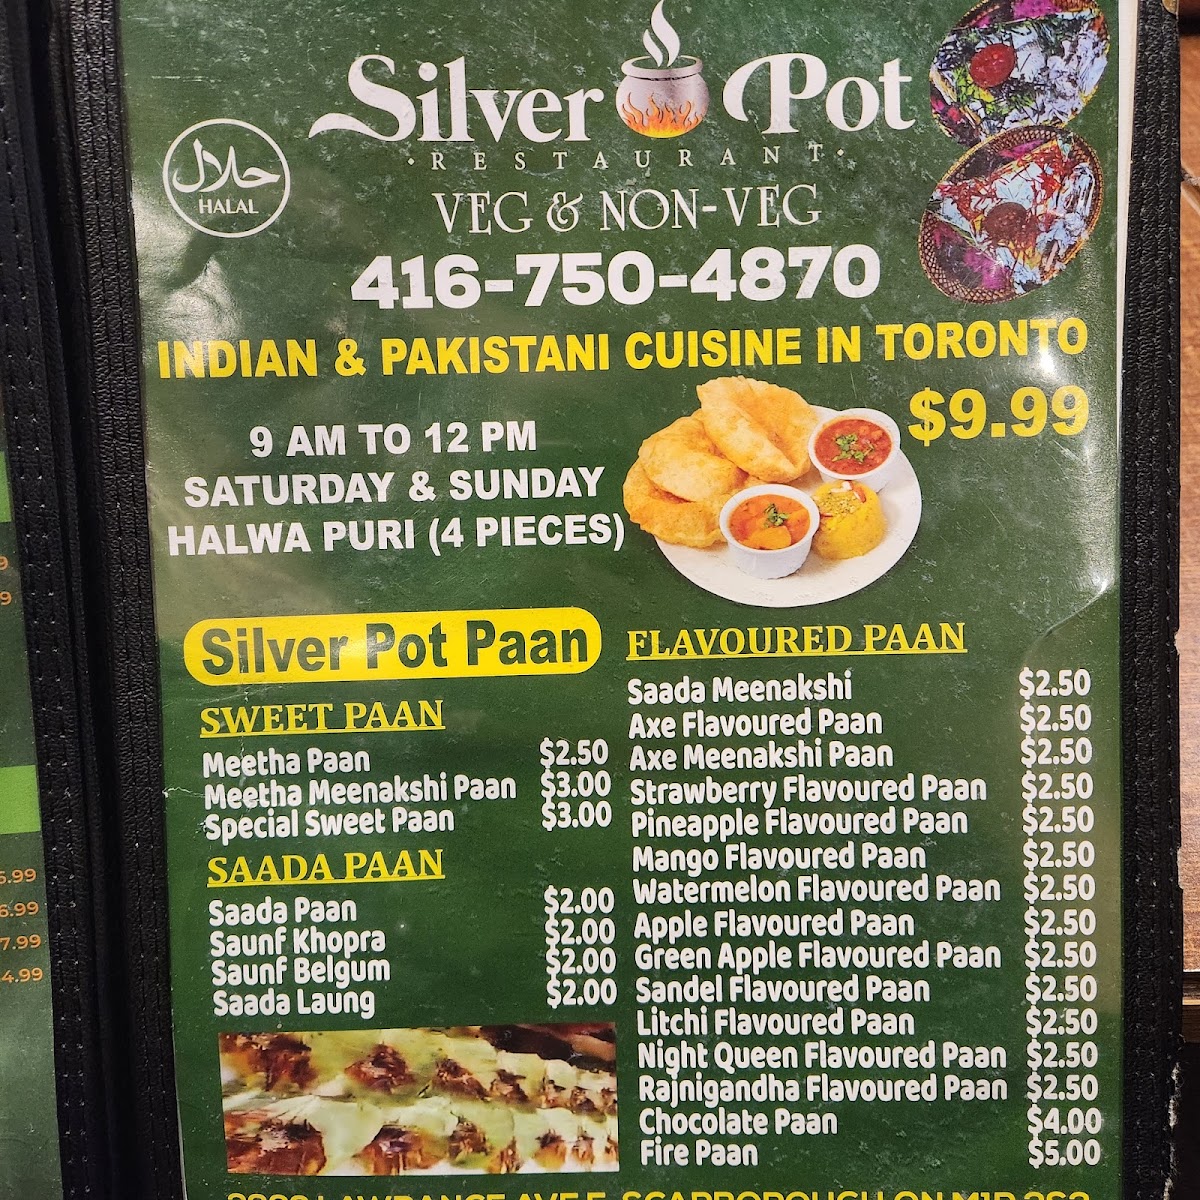 Silver Pot
· RESTAURANT ·
حلال
HALAL
VEG & NON-VEG
416-750-4870
INDIAN & PAKISTANI CUISINE IN TORONTO
$9.99
9 AM TO 12 PM
SATURDAY & SUNDAY
HALWA PURI (4 PIECES)
Silver Pot Paan
SWEET PAAN
Meetha Paan $2.50
Meetha Meenakshi Paan $3.00
Special Sweet Paan $3.00
SAADA PAAN
Saada Paan $2.00
Saunf Khopra $2.00
Saunf Belgum $2.00
Saada Laung $2.00
FLAVOURED PAAN
Saada Meenakshi $2.50
Axe Flavoured Paan $2.50
Axe Meenakshi Paan $2.50
Strawberry Flavoured Paan $2.50
Pineapple Flavoured Paan $2.50
Mango Flavoured Paan $2.50
Watermelon Flavoured Paan $2.50
Apple Flavoured Paan $2.50
Green Apple Flavoured Paan $2.50
Sandel Flavoured Paan $2.50
Litchi Flavoured Paan $2.50
Night Queen Flavoured Paan $2.50
Rajnigandha Flavoured Paan $2.50
Chocolate Paan $4.00
Fire Paan $5.00
LAWRANCE AVE E, SCARBOROUGH ON M1P